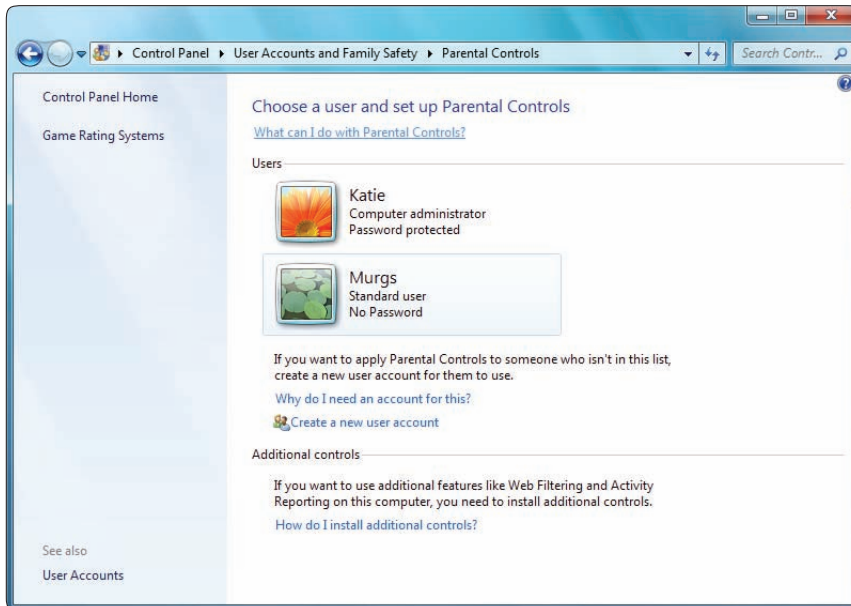 Control Panel ▸ User Accounts and Family Safety ▸ Parental Controls
Search Contr...
Control Panel Home
Game Rating Systems
Choose a user and set up Parental Controls
What can I do with Parental Controls?
Users
Katie
Computer administrator
Password protected
Murgs
Standard user
No Password
If you want to apply Parental Controls to someone who isn't in this list,
create a new user account for them to use.
Why do I need an account for this?
Create a new user account
Additional controls
If you want to use additional features like Web Filtering and Activity
Reporting on this computer, you need to install additional controls.
How do I install additional controls?
See also
User Accounts